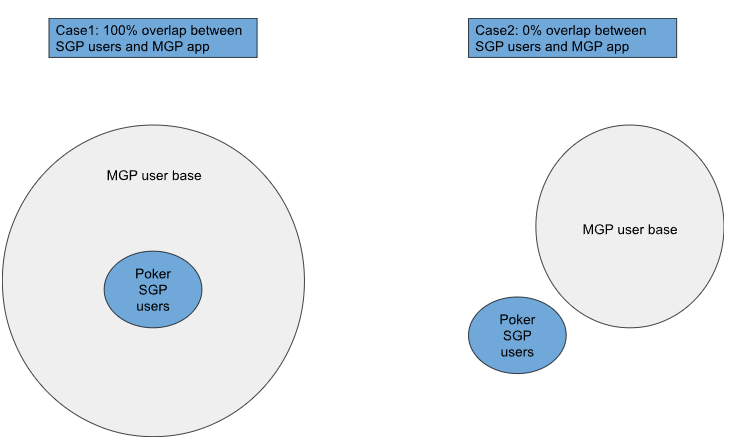 Case1: 100% overlap between
SGP users and MGP app
Case2: 0% overlap between
SGP users and MGP app
MGP user base
Poker
SGP
users
MGP user base
Poker
SGP
users